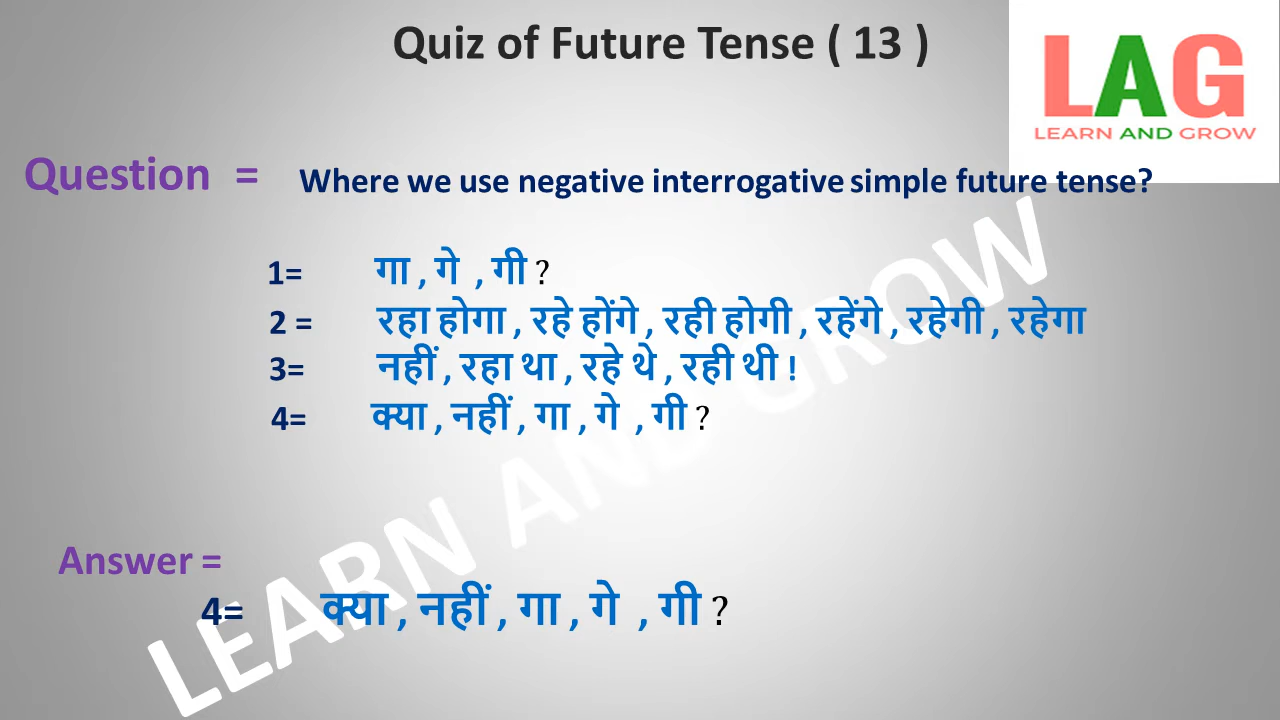 Quiz of Future Tense ( 13 )
LAG
LEARN AND GROW
Question = Where we use negative interrogative simple future tense?
1= गा , गे , गी ?
2 = रहा होगा , रहे होंगे , रही होगी , रहेंगे , रहेगी , रहेगा
3= नहीं , रहा था , रहे थे , रही थी !
4= क्या , नहीं , गा , गे , गी ?
LEARN AND GROW
Answer =
4= क्या , नहीं , गा , गे , गी ?